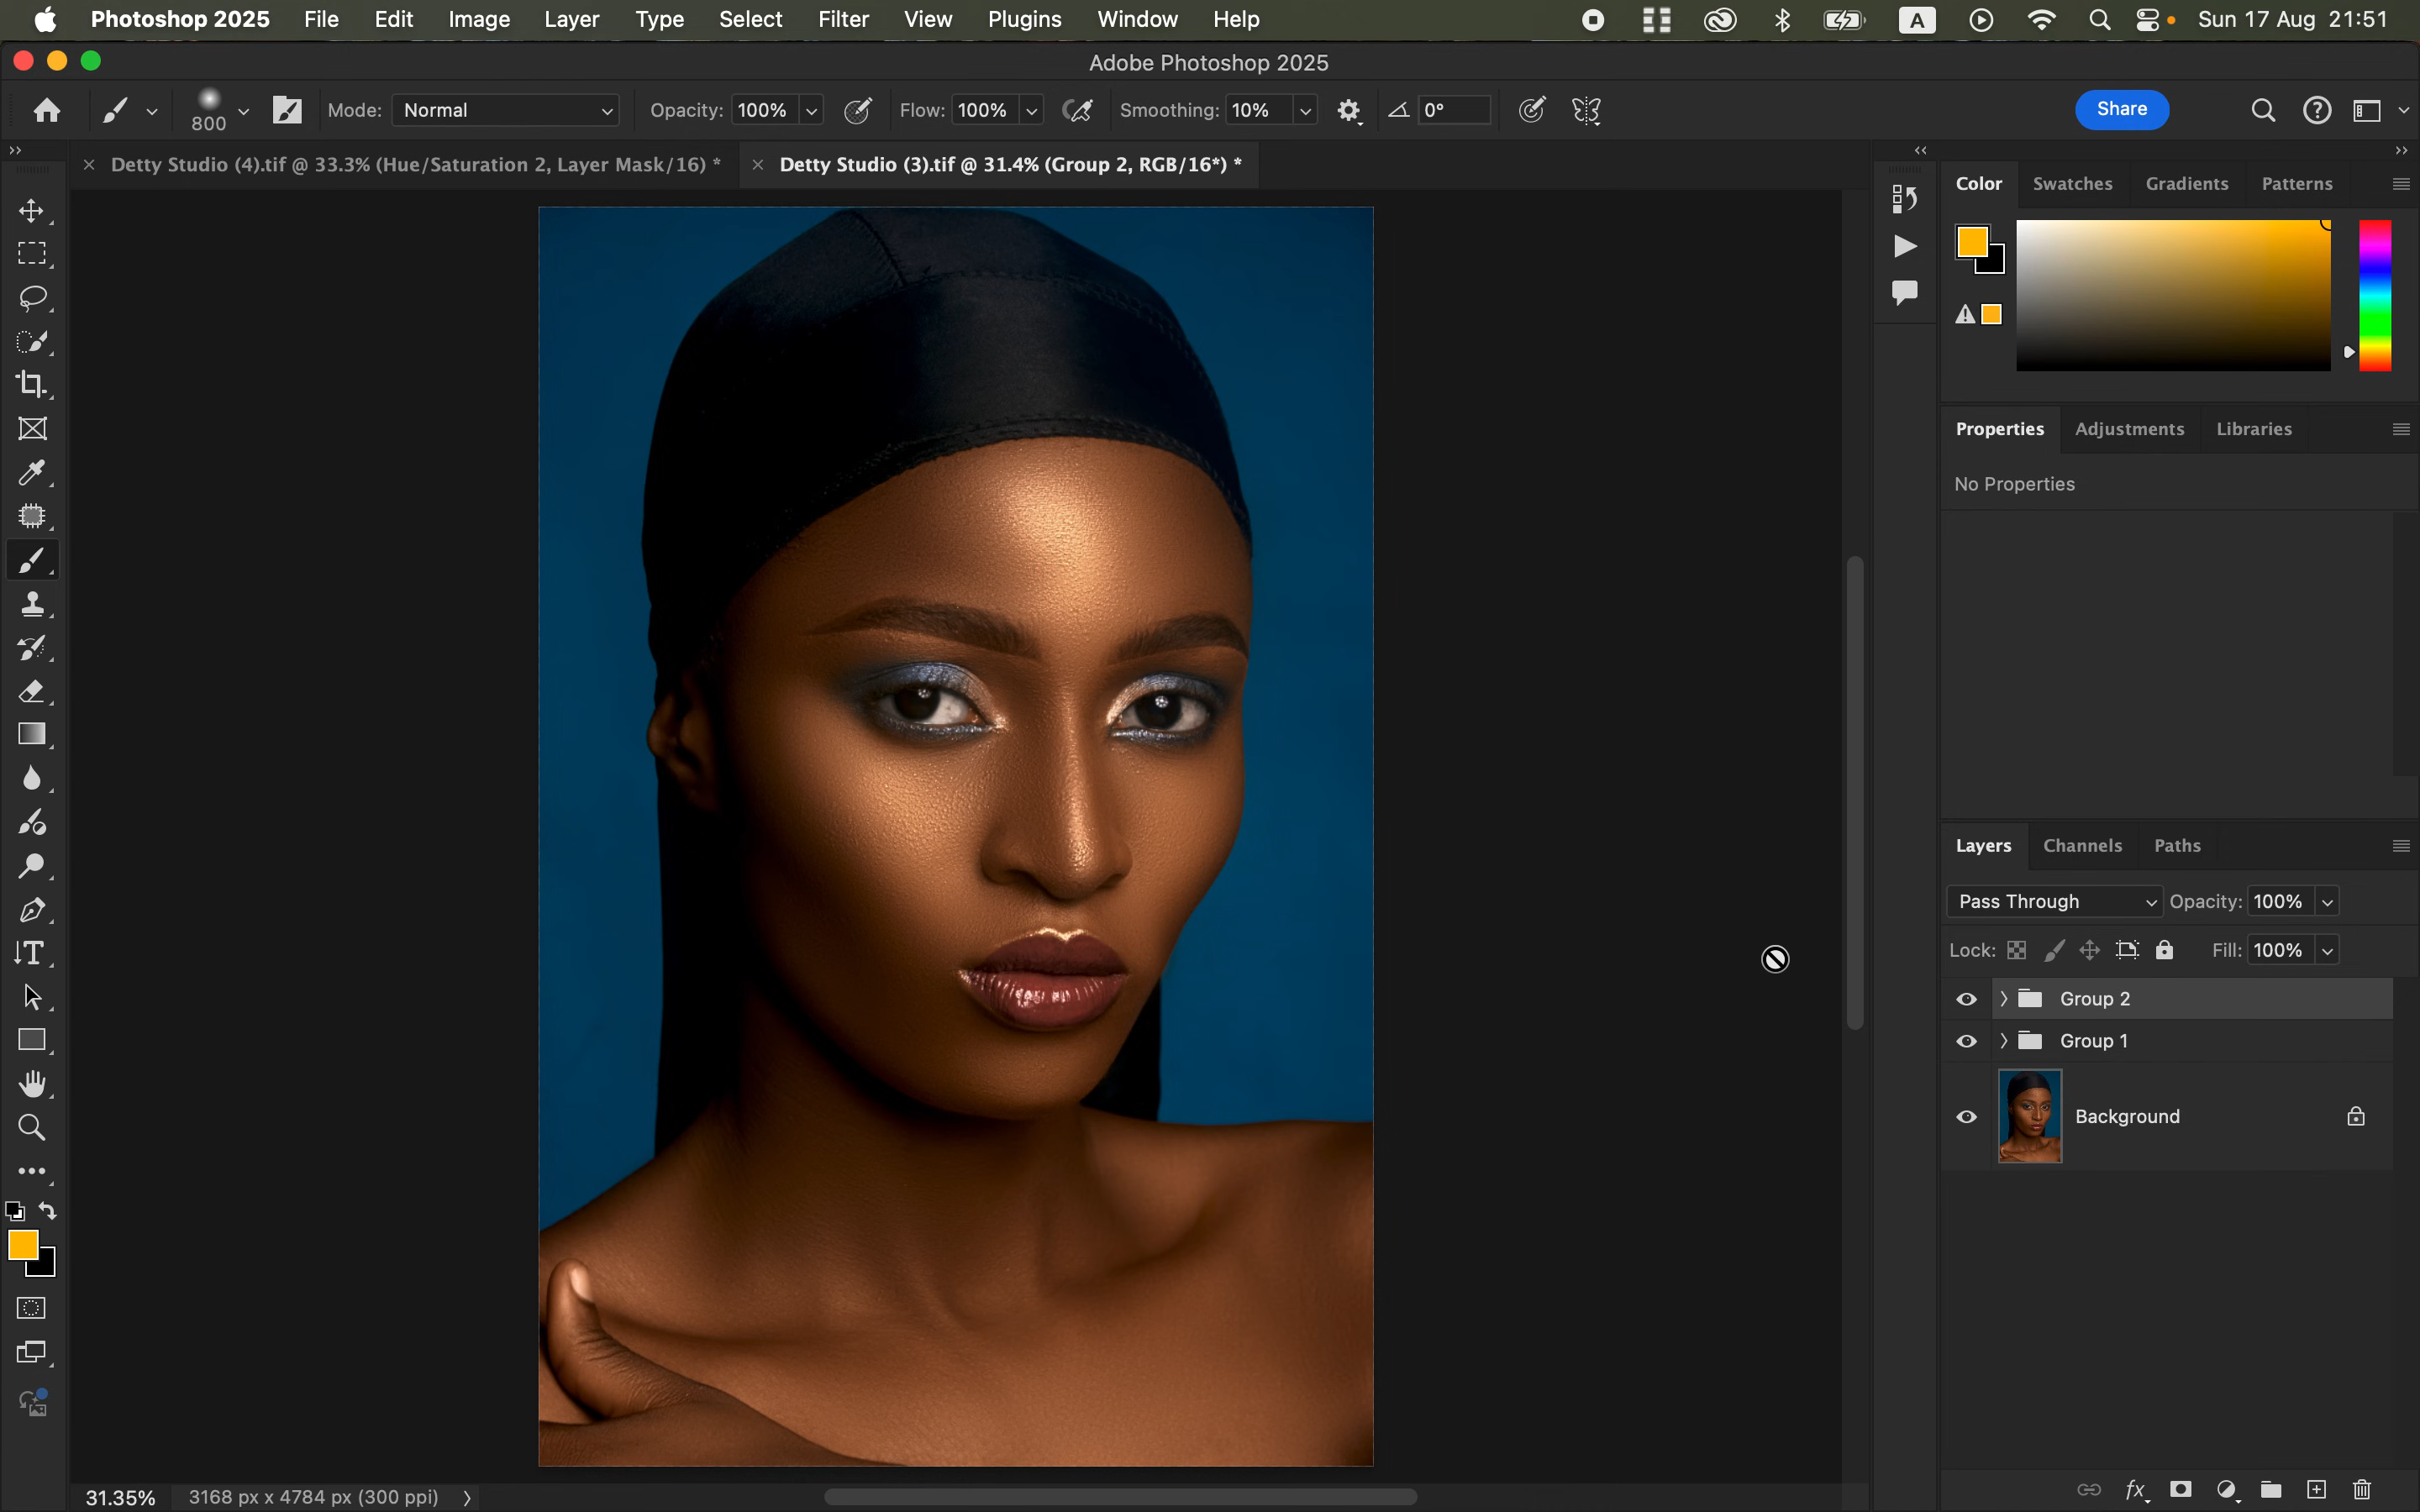 Photoshop 2025 File Edit Image Layer Type Select Filter View Plugins Window Help A Sun 17 Aug 21:51
Adobe Photoshop 2025
800 Mode: Normal Opacity: 100% Flow: 100% Smoothing: 10% 0° Share
Detty Studio (4).tif @ 33.3% (Hue/Saturation 2, Layer Mask/16) *
Detty Studio (3).tif @ 31.4% (Group 2, RGB/16*) *
Color Swatches Gradients Patterns
Properties Adjustments Libraries
No Properties
Layers Channels Paths
Pass Through Opacity: 100%
Lock: Fill: 100%
Group 2
Group 1
Background
31.35% 3168 px x 4784 px (300 ppi)
fx